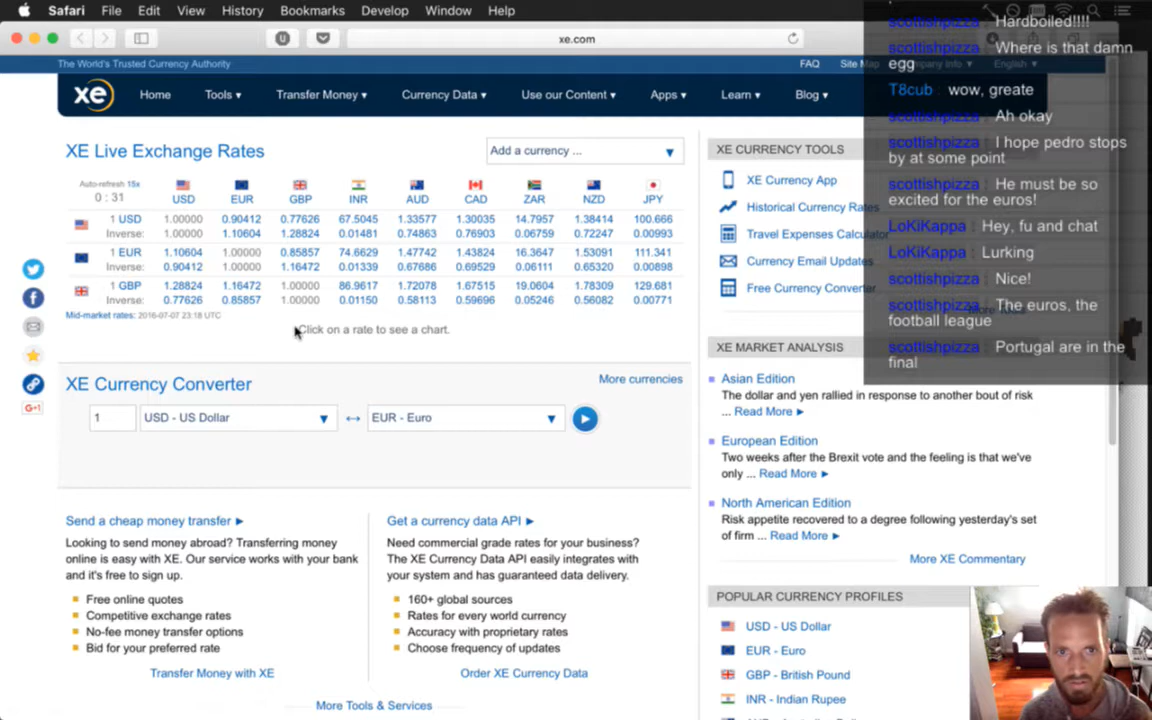 Safari File Edit View History Bookmarks Develop Window Help
xe.com
The World's Trusted Currency Authority
FAQ
English ▾
xe Home Tools ▾ Transfer Money ▾ Currency Data ▾ Use our Content ▾ Apps ▾ Learn ▾ Blog ▾
XE Live Exchange Rates
Add a currency ...
Auto-refresh 15x
0 : 31
USD EUR GBP INR AUD CAD ZAR NZD JPY
1 USD 1.00000 0.90412 0.77626 67.5045 1.33577 1.30035 14.7957 1.38414 100.666
Inverse: 1.00000 1.10604 1.28824 0.01481 0.74863 0.76903 0.06759 0.72247 0.00993
1 EUR 1.10604 1.00000 0.85857 74.6629 1.47742 1.43824 16.3647 1.53091 111.341
Inverse: 0.90412 1.00000 1.16472 0.01339 0.67686 0.69529 0.06111 0.65320 0.00898
1 GBP 1.28824 1.16472 1.00000 86.9617 1.72078 1.67515 19.0604 1.78309 129.681
Inverse: 0.77626 0.85857 1.00000 0.01150 0.58113 0.59696 0.05246 0.56082 0.00771
Mid-market rates: 2016-07-07 23:18 UTC
Click on a rate to see a chart.
G+1
XE Currency Converter
More currencies
1 USD - US Dollar EUR - Euro
Send a cheap money transfer ►
Looking to send money abroad? Transferring money
online is easy with XE. Our service works with your bank
and it's free to sign up.
Free online quotes
Competitive exchange rates
No-fee money transfer options
Bid for your preferred rate
Transfer Money with XE
Get a currency data API ►
Need commercial grade rates for your business?
The XE Currency Data API easily integrates with
your system and has guaranteed data delivery.
160+ global sources
Rates for every world currency
Accuracy with proprietary rates
Choose frequency of updates
Order XE Currency Data
More Tools & Services
XE CURRENCY TOOLS
XE Currency App
Historical Currency Rates
Travel Expenses Calculator
Currency Email Updates
Free Currency Converter
XE MARKET ANALYSIS
Asian Edition
The dollar and yen rallied in response to another bout of risk
... Read More ►
European Edition
Two weeks after the Brexit vote and the feeling is that we've
only ... Read More ►
North American Edition
Risk appetite recovered to a degree following yesterday's set
of firm ... Read More ►
More XE Commentary
POPULAR CURRENCY PROFILES
USD - US Dollar
EUR - Euro
GBP - British Pound
INR - Indian Rupee
scottishpizza : Hardboiled!!!!
scottishpizza : Where is that damn
egg
T8cub : wow, greate
scottishpizza : Ah okay
scottishpizza : I hope pedro stops
by at some point
scottishpizza : He must be so
excited for the euros!
LoKiKappa : Hey, fu and chat
LoKiKappa : Lurking
scottishpizza : Nice!
scottishpizza : The euros, the
football league
scottishpizza : Portugal are in the
final